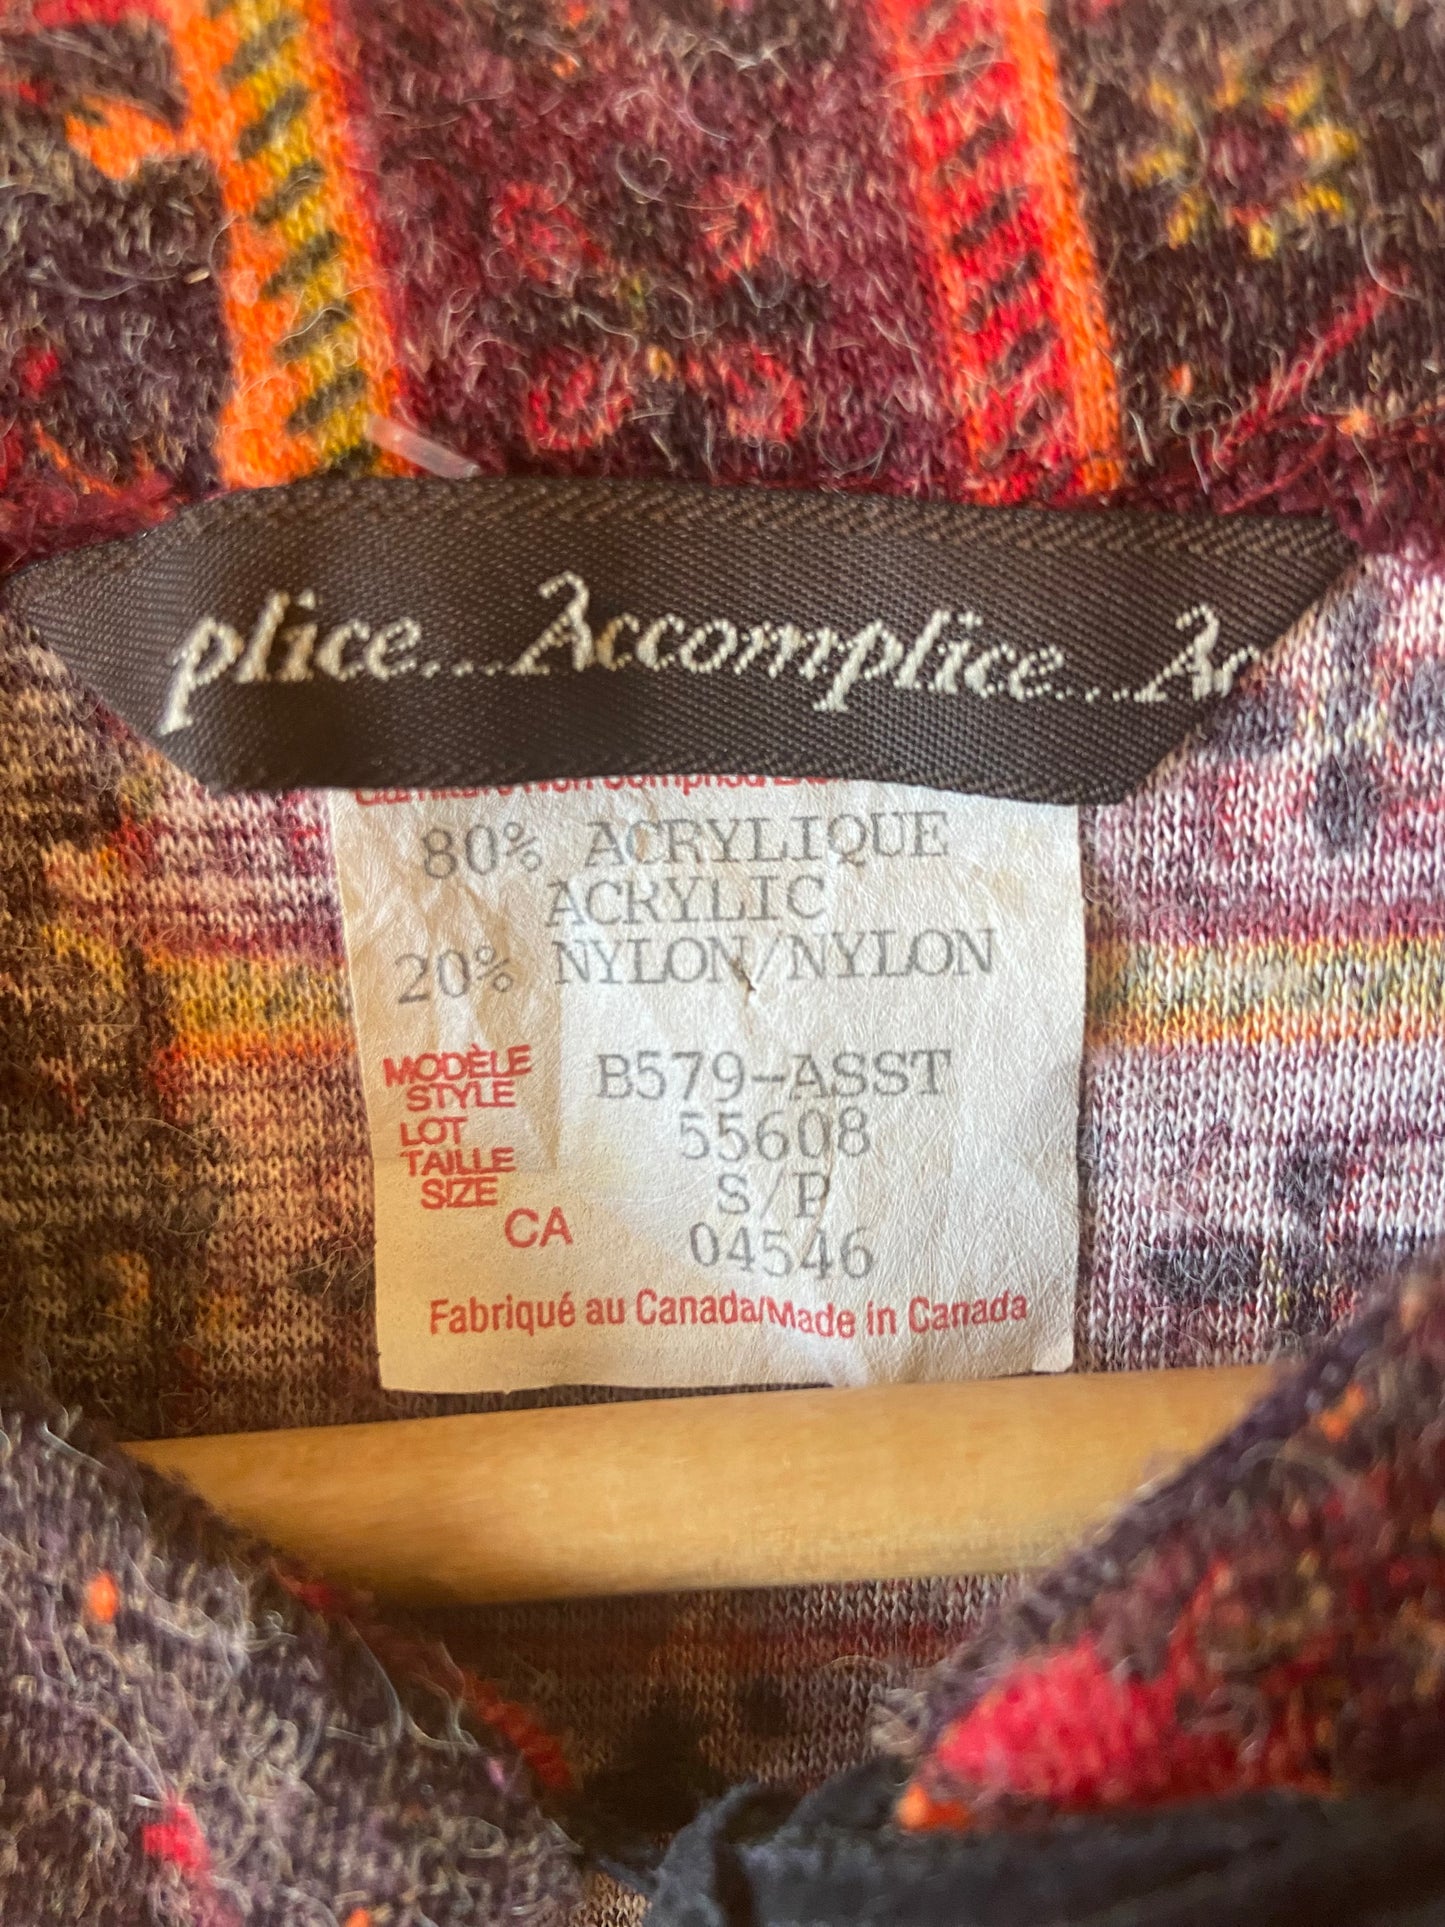 plice...Accomplice...Ac
80% ACRYLIQUE
ACRYLIC
20% NYLON/NYLON
MODÈLE
STYLE B579-ASST
LOT 55608
TAILLE
SIZE S/P
CA 04546
Fabriqué au Canada/Made in Canada